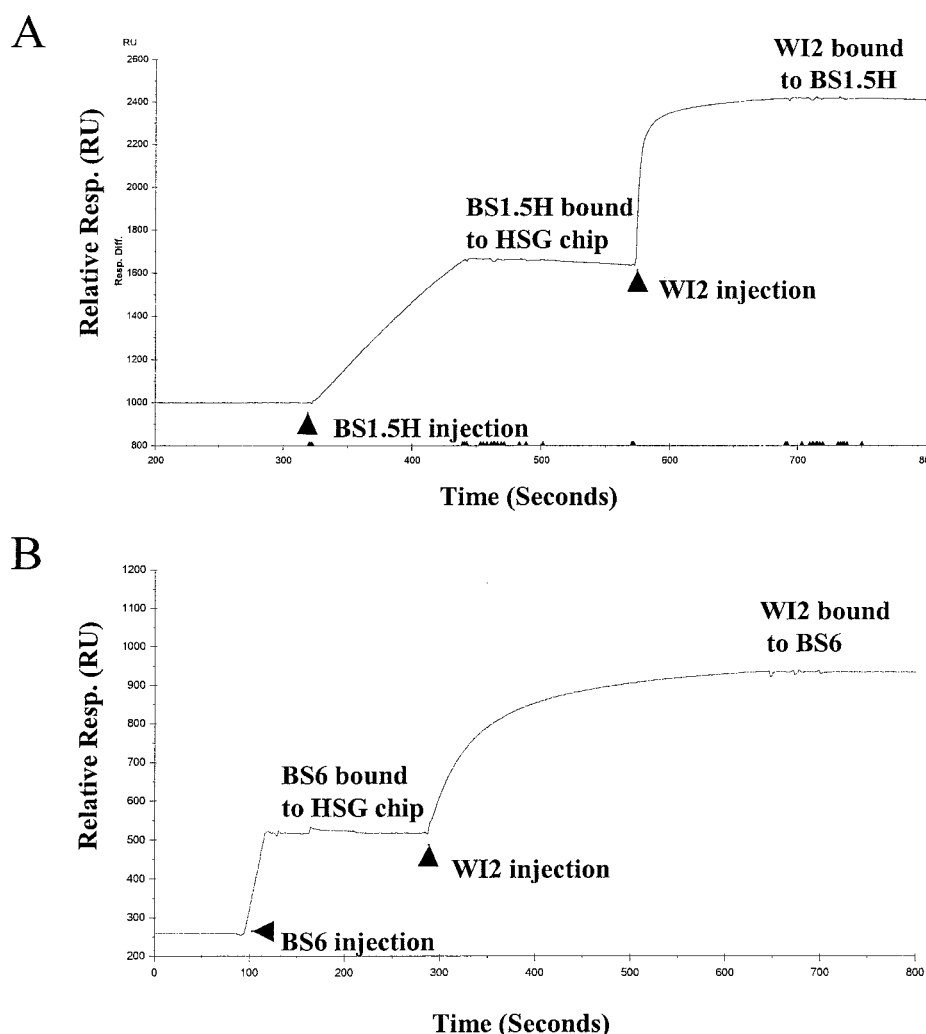 A
RU
2600
2400
2200
2000
1800
1600
1400
1200
1000
800
Relative Resp. (RU)
Resp. Diff.
WI2 bound
to BS1.5H
BS1.5H bound
to HSG chip
WI2 injection
BS1.5H injection
200 300 400 500 600 700 800
Time (Seconds)
B
1200
1100
1000
900
800
700
600
500
400
300
200
Relative Resp. (RU)
WI2 bound
to BS6
BS6 bound
to HSG chip
WI2 injection
BS6 injection
0 100 200 300 400 500 600 700 800
Time (Seconds)